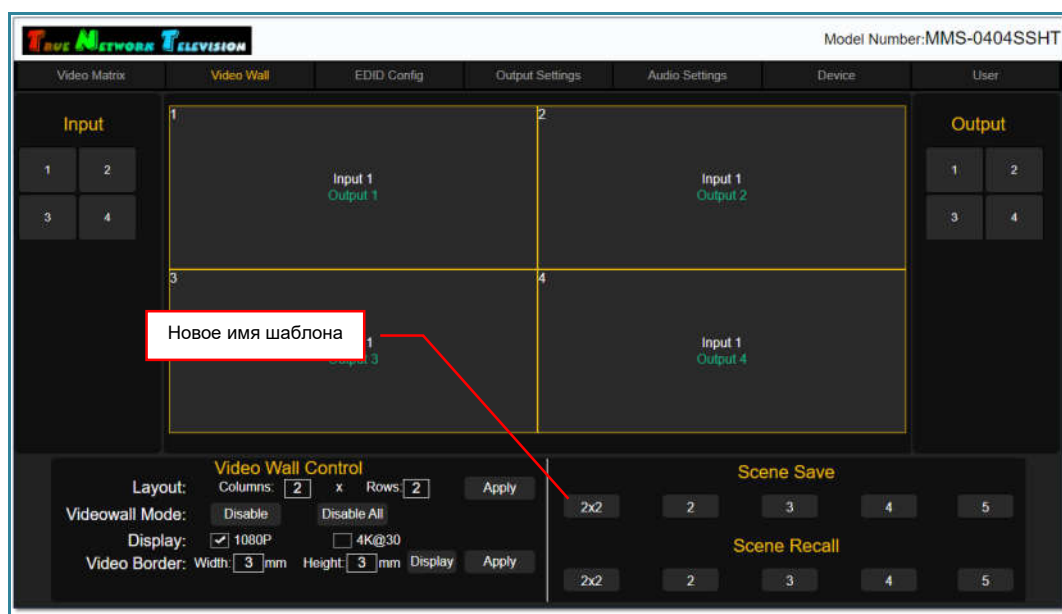 True Network Television
Model Number:MMS-0404SSHT
Video Matrix Video Wall EDID Config Output Settings Audio Settings Device User
Input
1 2
3 4
1
Input 1
Output 1
2
Input 1
Output 2
3
1
Output 3
4
Input 1
Output 4
Output
1 2
3 4
Новое имя шаблона
Video Wall Control
Layout: Columns: 2 x Rows: 2 Apply
Videowall Mode: Disable Disable All
Display: 1080P 4K@30
Video Border: Width: 3 mm Height: 3 mm Display Apply
Scene Save
2x2 2 3 4 5
Scene Recall
2x2 2 3 4 5